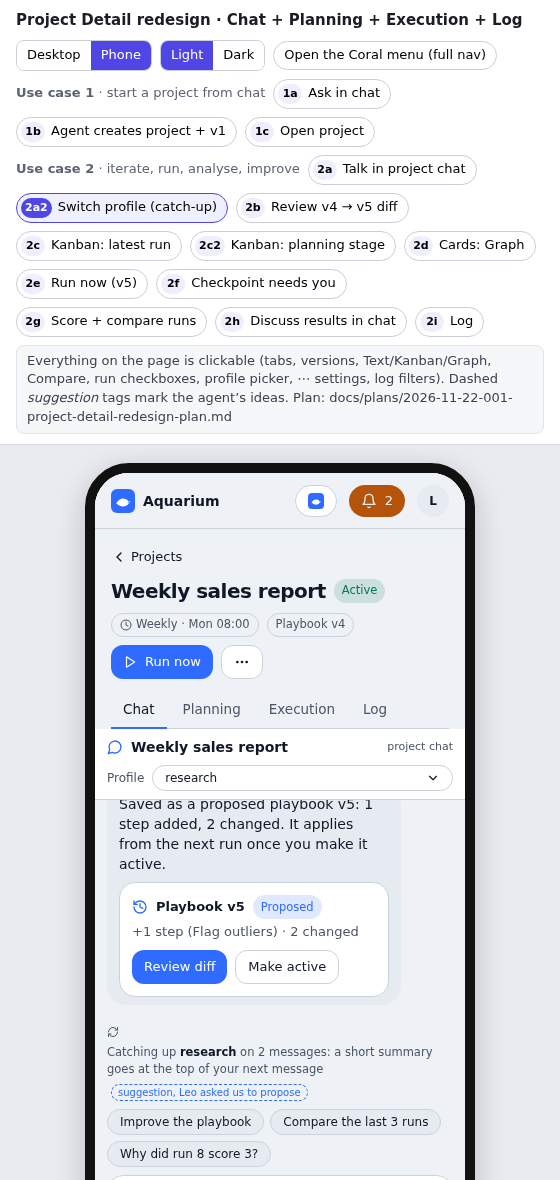 Project Detail redesign · Chat + Planning + Execution + Log
Desktop Phone Light Dark Open the Coral menu (full nav)
Use case 1 · start a project from chat 1a Ask in chat
1b Agent creates project + v1 1c Open project
Use case 2 · iterate, run, analyse, improve 2a Talk in project chat
2a2 Switch profile (catch-up) 2b Review v4 → v5 diff
2c Kanban: latest run 2c2 Kanban: planning stage 2d Cards: Graph
2e Run now (v5) 2f Checkpoint needs you
2g Score + compare runs 2h Discuss results in chat 2i Log
Everything on the page is clickable (tabs, versions, Text/Kanban/Graph,
Compare, run checkboxes, profile picker, ··· settings, log filters). Dashed
suggestion tags mark the agent’s ideas. Plan: docs/plans/2026-11-22-001-
project-detail-redesign-plan.md
Aquarium 2 L
Projects
Weekly sales report Active
Weekly · Mon 08:00 Playbook v4
Run now ···
Chat Planning Execution Log
Weekly sales report project chat
Profile research
Saved as a proposed playbook v5: 1
step added, 2 changed. It applies
from the next run once you make it
active.
Playbook v5 Proposed
+1 step (Flag outliers) · 2 changed
Review diff Make active
Catching up research on 2 messages: a short summary
goes at the top of your next message
suggestion, Leo asked us to propose
Improve the playbook Compare the last 3 runs
Why did run 8 score 3?